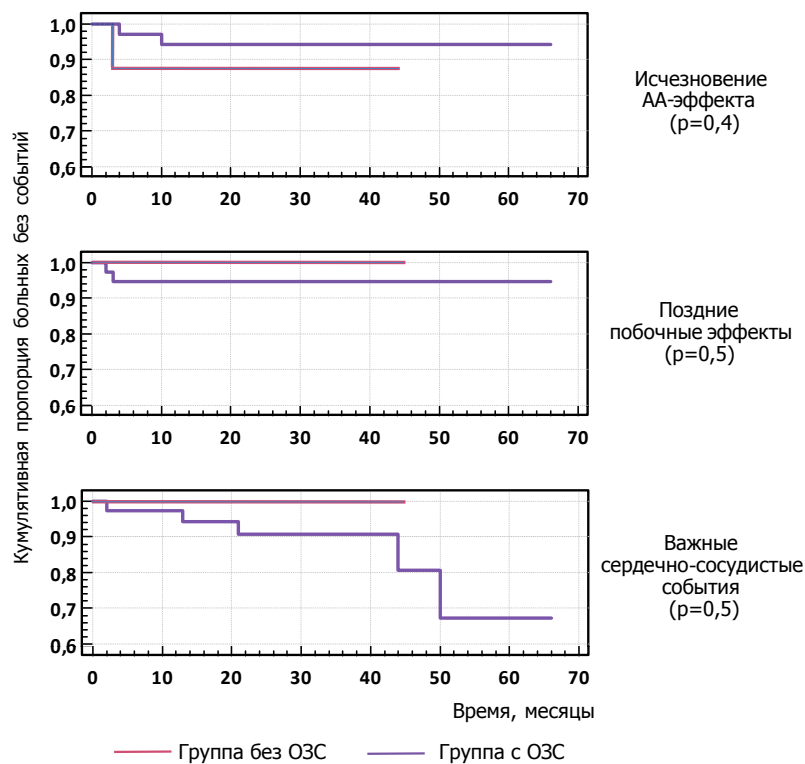 Кумулятивная пропорция больных без событий
1,0
0,9
0,8
0,7
0,6
0 10 20 30 40 50 60 70
Исчезновение
АА-эффекта
(p=0,4)
1,0
0,9
0,8
0,7
0,6
0 10 20 30 40 50 60 70
Поздние
побочные эффекты
(p=0,5)
1,0
0,9
0,8
0,7
0,6
0 10 20 30 40 50 60 70
Важные
сердечно-сосудистые
события
(p=0,5)
Время, месяцы
Группа без ОЗС Группа с ОЗС